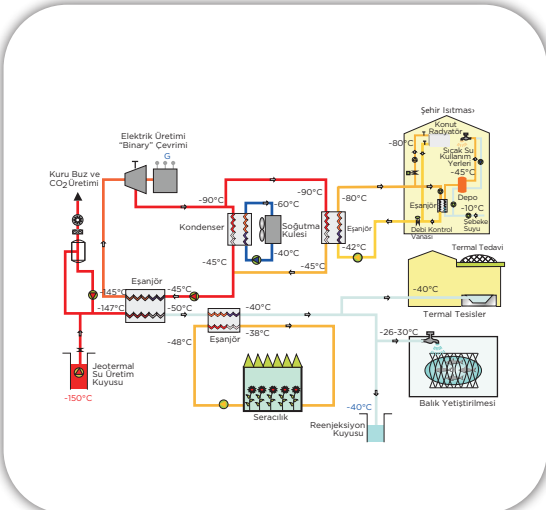 Şehir Isıtması
Konut
Radyatör
~80°C
Sıcak Su
Kullanım
Yerleri
~45°C
Depo
Eşanjör
~10°C
Şebeke
Suyu
Debi Kontrol
Vanası
Elektrik Üretimi
"Binary" Çevrimi
G
Kuru Buz ve
CO2 Üretimi
~90°C
~60°C
Kondenser
Soğutma
Kulesi
~40°C
~45°C
~90°C
~80°C
Eşanjör
~42°C
~45°C
Termal Tedavi
~40°C
Termal Tesisler
Eşanjör
~145°C
~45°C
~147°C
~50°C
~40°C
~38°C
Eşanjör
~48°C
~26-30°C
Jeotermal
Su Üretim
Kuyusu
~150°C
Seracılık
~40°C
Reenjeksiyon
Kuyusu
Balık Yetiştirilmesi